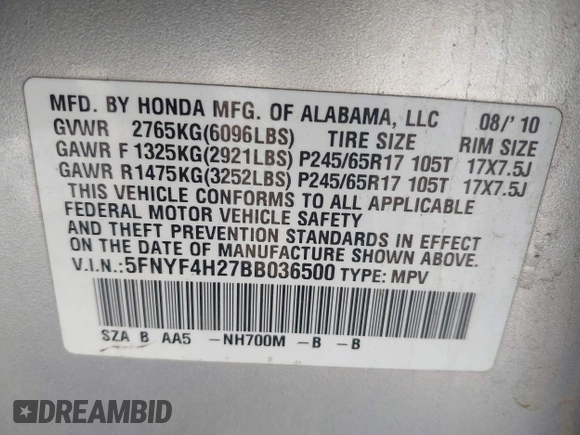 MFD. BY HONDA MFG. OF ALABAMA, LLC 08/'10
GVWR 2765KG(6096LBS) TIRE SIZE RIM SIZE
GAWR F 1325KG(2921LBS) P245/65R17 105T 17X7.5J
GAWR R1475KG(3252LBS) P245/65R17 105T 17X7.5J
THIS VEHICLE CONFORMS TO ALL APPLICABLE
FEDERAL MOTOR VEHICLE SAFETY
AND THEFT PREVENTION STANDARDS IN EFFECT
ON THE DATE OF MANUFACTURE SHOWN ABOVE.
V.I.N.:5FNYF4H27BB036500 TYPE: MPV
SZA B AA5 -NH700M -B -B
DREAMBID